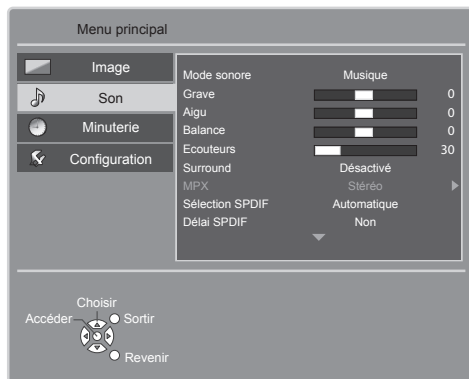 Menu principal
Image
Son
Minuterie
Configuration
Mode sonore Musique
Grave 0
Aigu 0
Balance 0
Ecouteurs 30
Surround Désactivé
MPX Stéréo
Sélection SPDIF Automatique
Délai SPDIF Non
Choisir
Accéder Sortir
Revenir